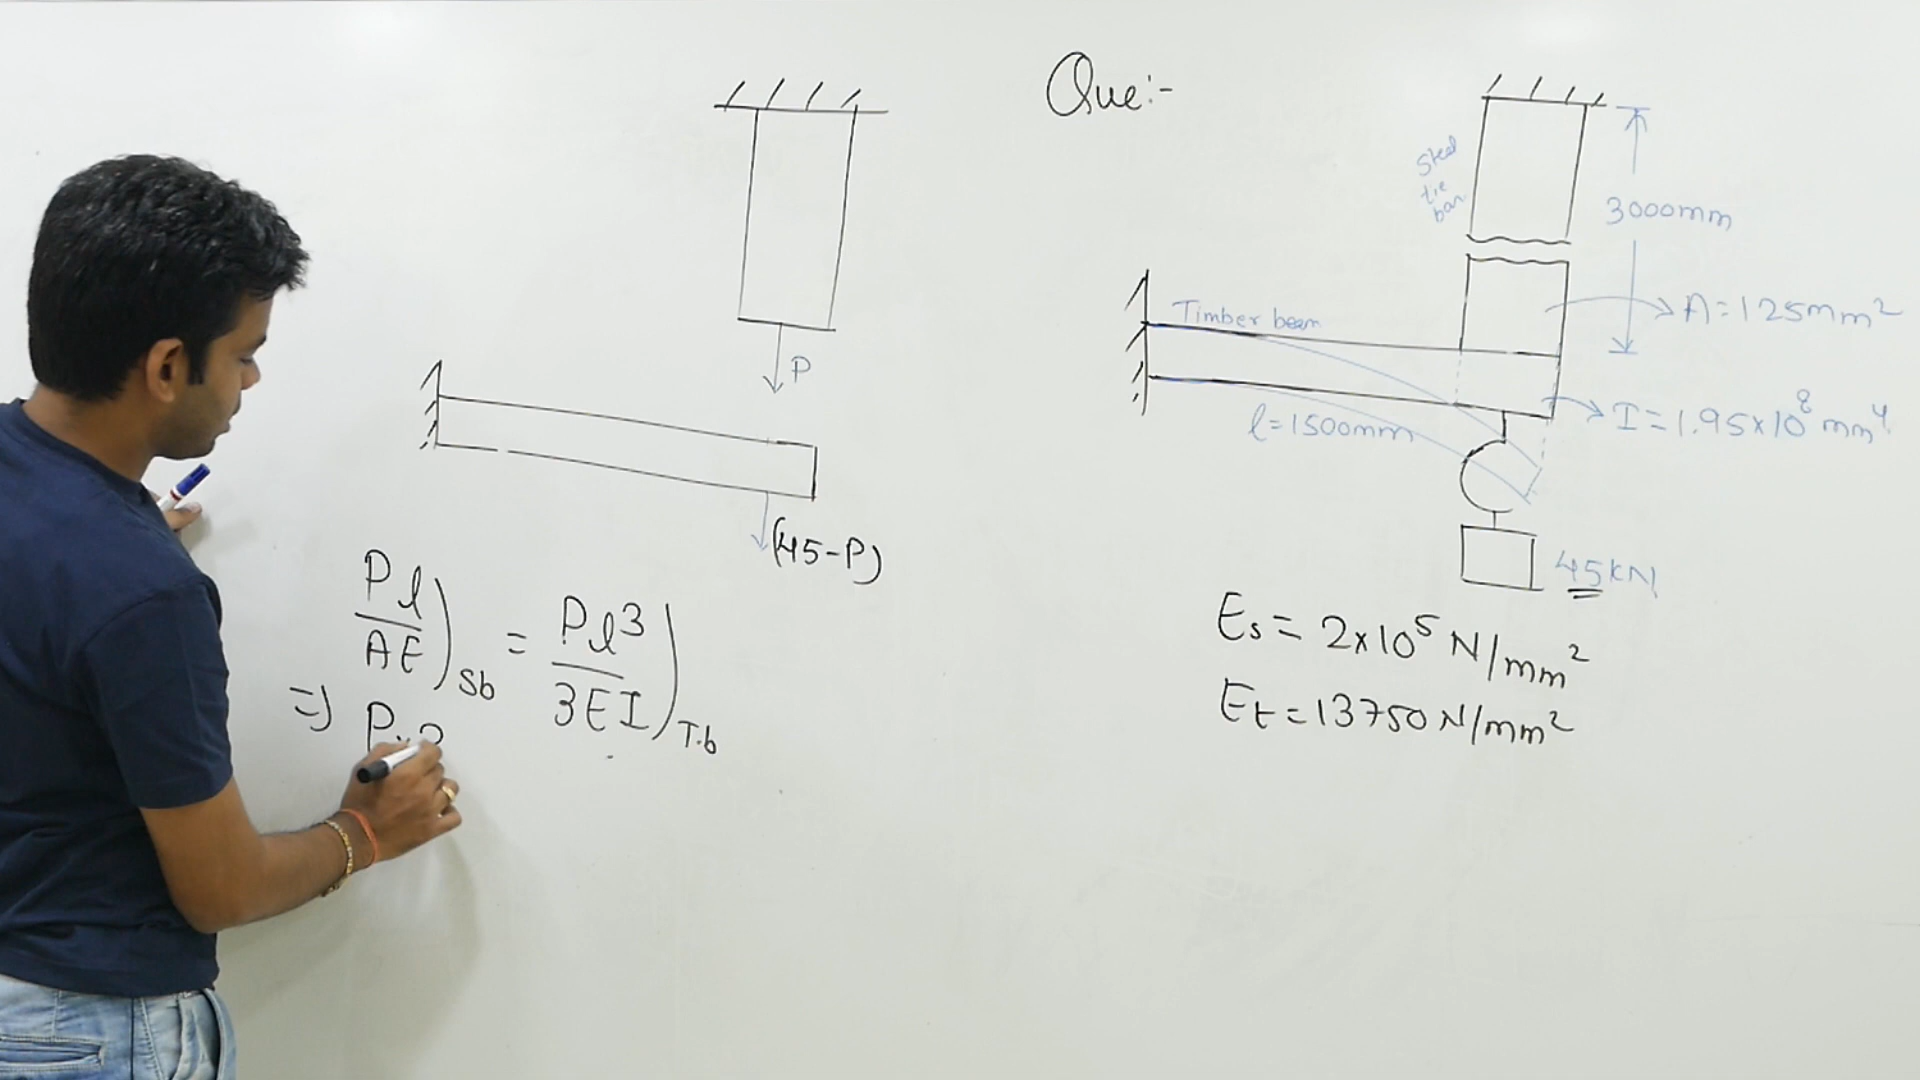 P
(45-P)
Pl/AE)Sb = Pl³/3EI)T.b
=) P
Que:-
Steel
tie
bar
3000mm
A=125mm²
Timber beam
l=1500mm
I=1.95×10⁸ mm⁴
45kN
Es= 2×10⁵ N/mm²
Et=13750N/mm²